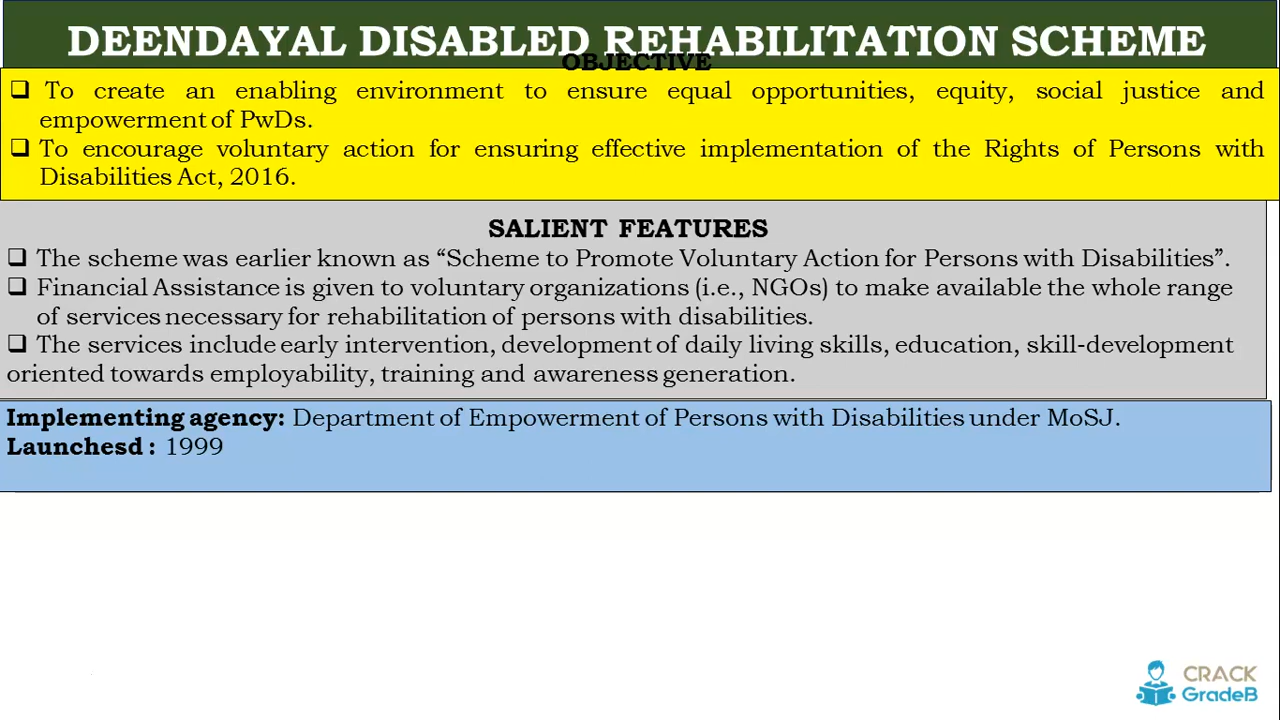 DEENDAYAL DISABLED REHABILITATION SCHEME
OBJECTIVE
❑ To create an enabling environment to ensure equal opportunities, equity, social justice and
empowerment of PwDs.
❑ To encourage voluntary action for ensuring effective implementation of the Rights of Persons with
Disabilities Act, 2016.
SALIENT FEATURES
❑ The scheme was earlier known as “Scheme to Promote Voluntary Action for Persons with Disabilities”.
❑ Financial Assistance is given to voluntary organizations (i.e., NGOs) to make available the whole range
of services necessary for rehabilitation of persons with disabilities.
❑ The services include early intervention, development of daily living skills, education, skill-development
oriented towards employability, training and awareness generation.
Implementing agency: Department of Empowerment of Persons with Disabilities under MoSJ.
Launchesd : 1999
CRACK
GradeB